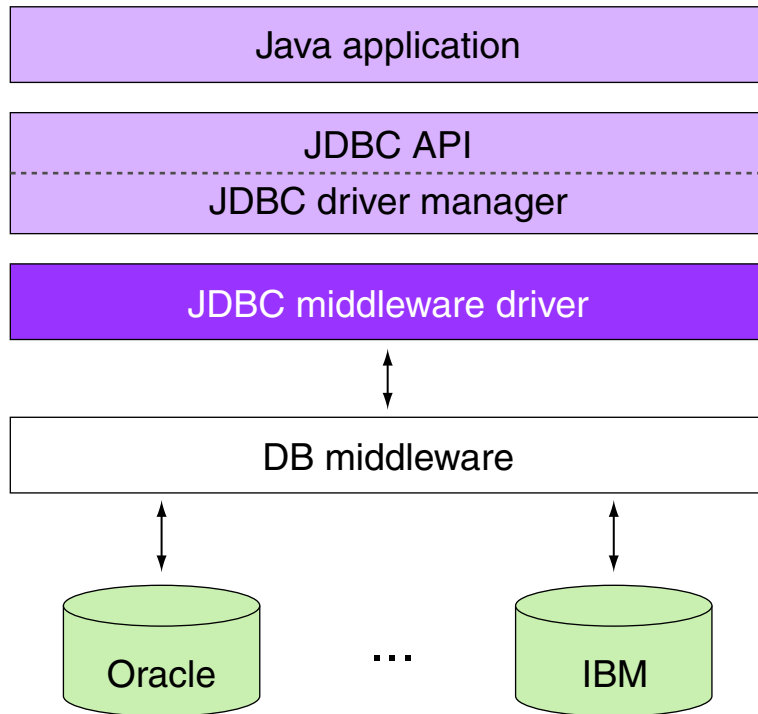 Java application
JDBC API
JDBC driver manager
JDBC middleware driver
DB middleware
Oracle ... IBM